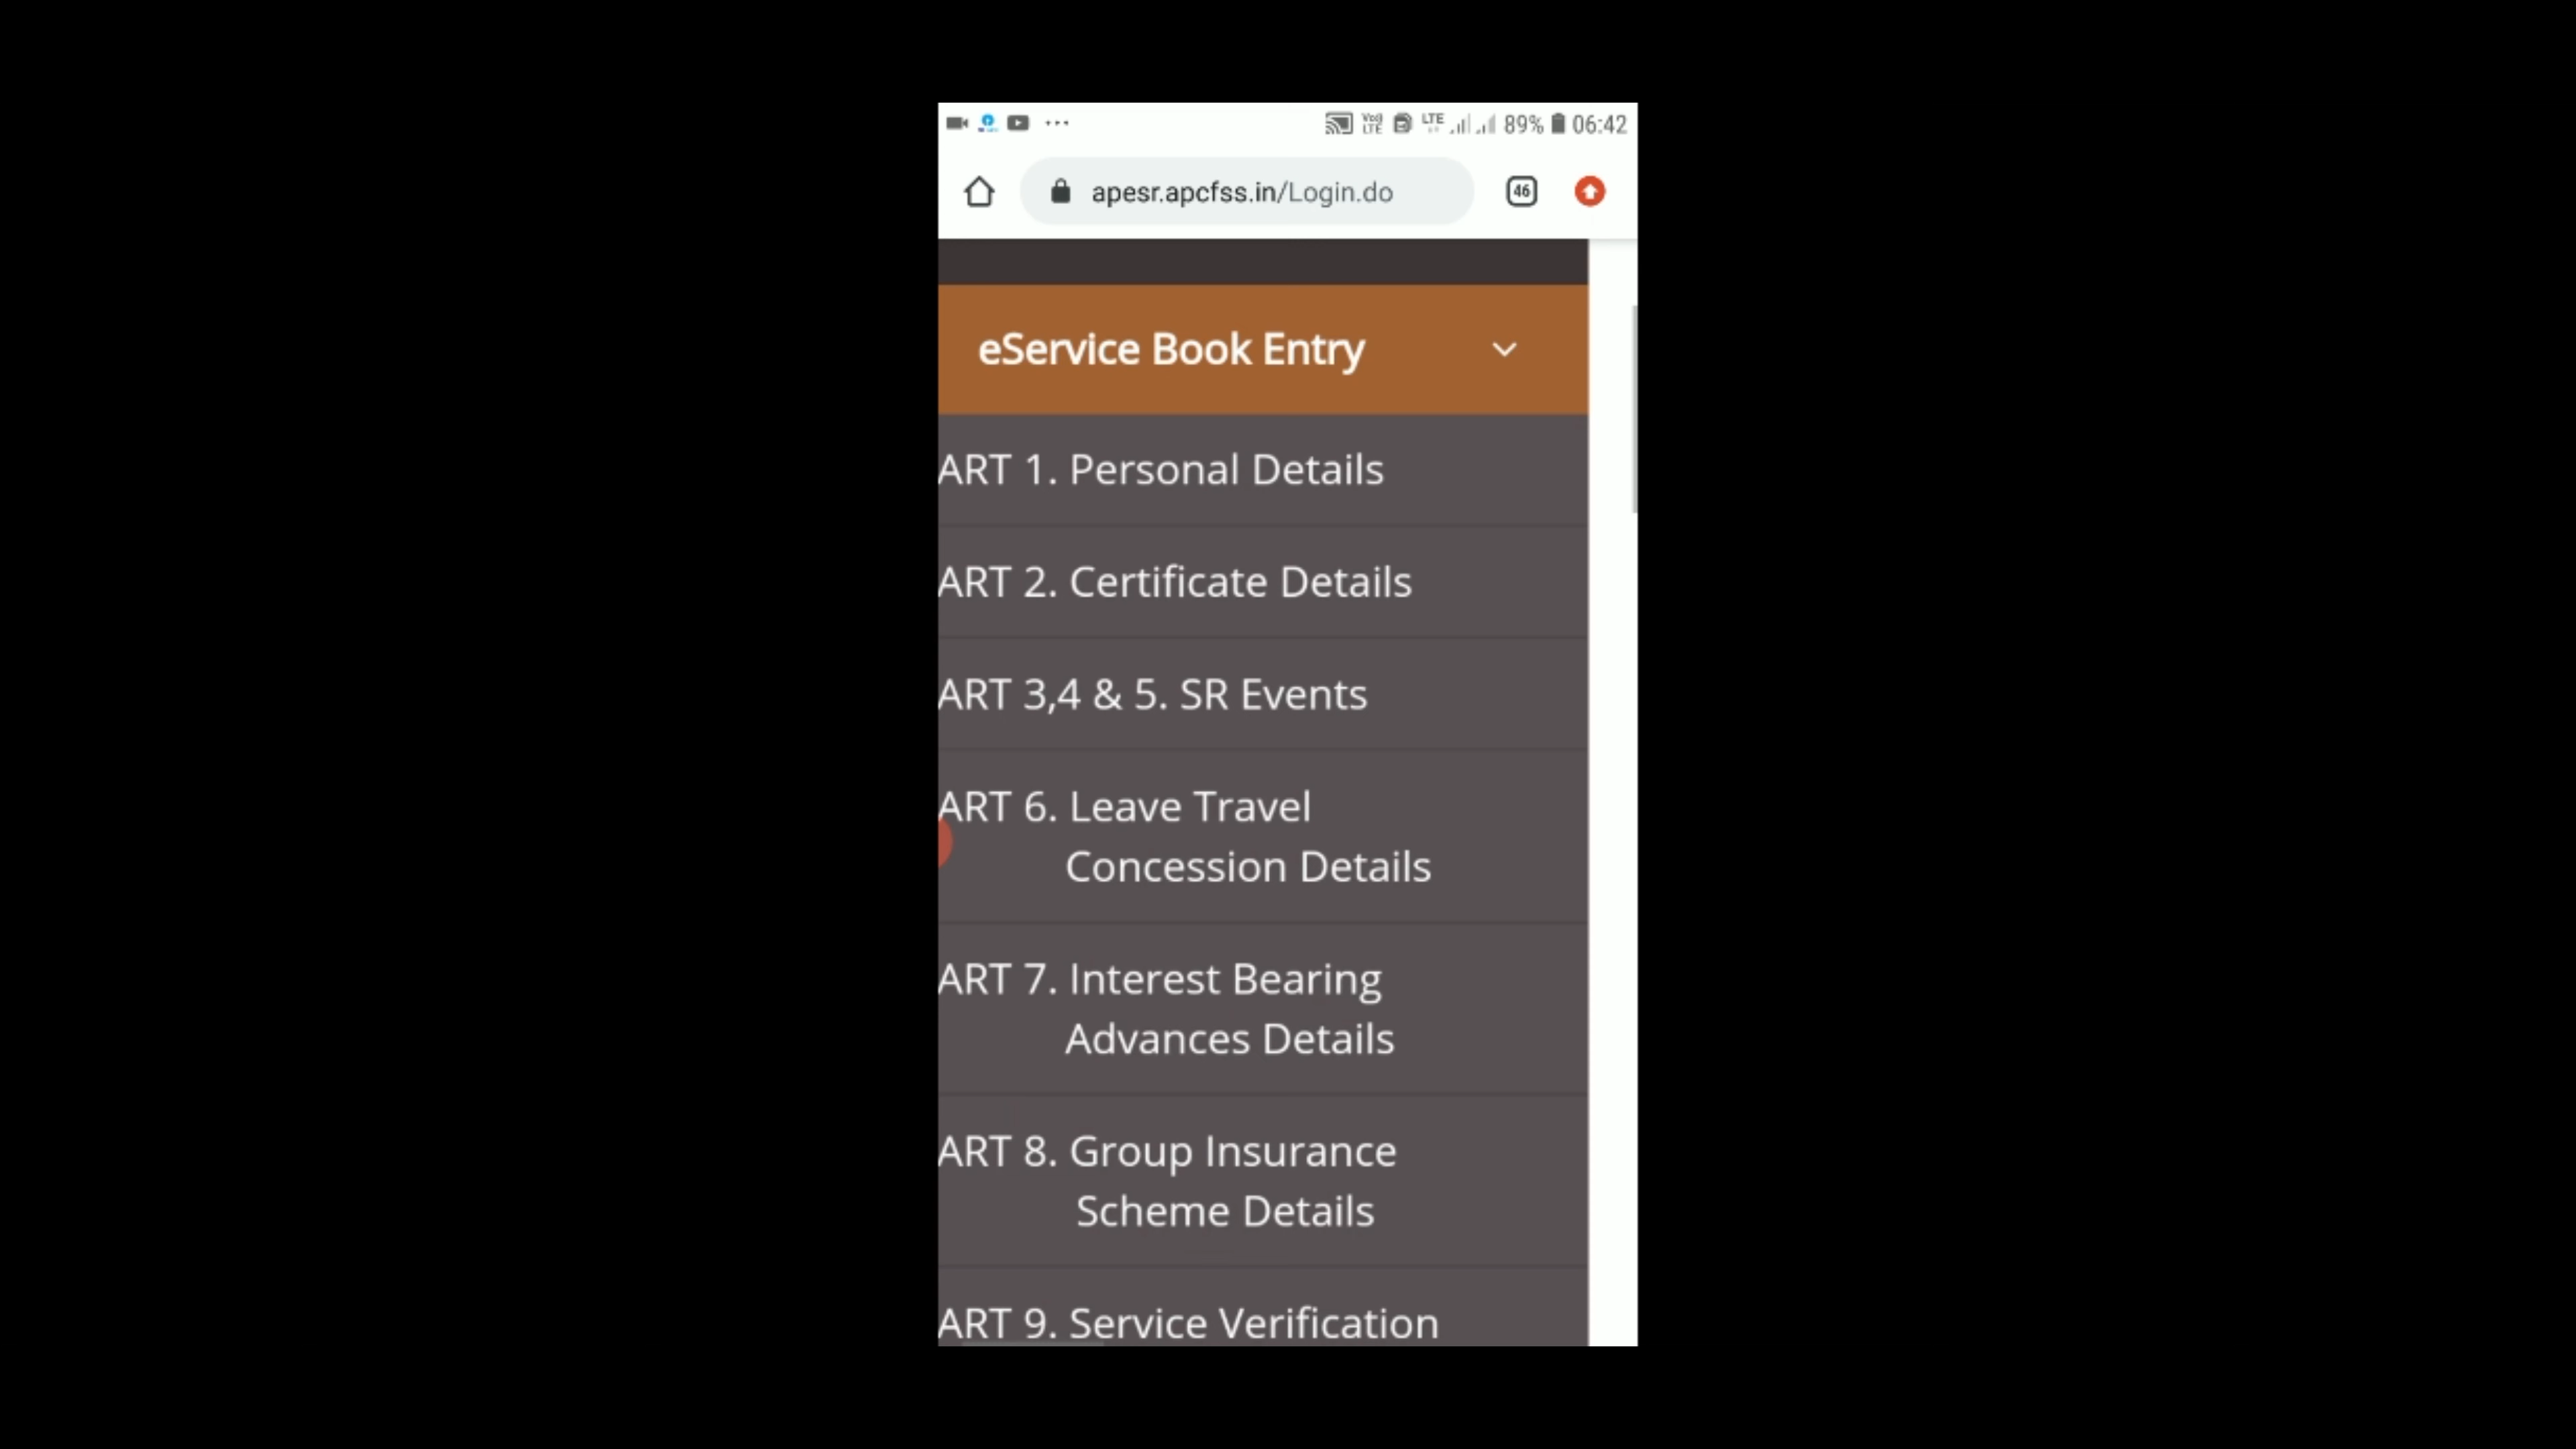 89% 06:42
apesr.apcfss.in/Login.do 46
eService Book Entry
ART 1. Personal Details
ART 2. Certificate Details
ART 3,4 & 5. SR Events
ART 6. Leave Travel
Concession Details
ART 7. Interest Bearing
Advances Details
ART 8. Group Insurance
Scheme Details
ART 9. Service Verification